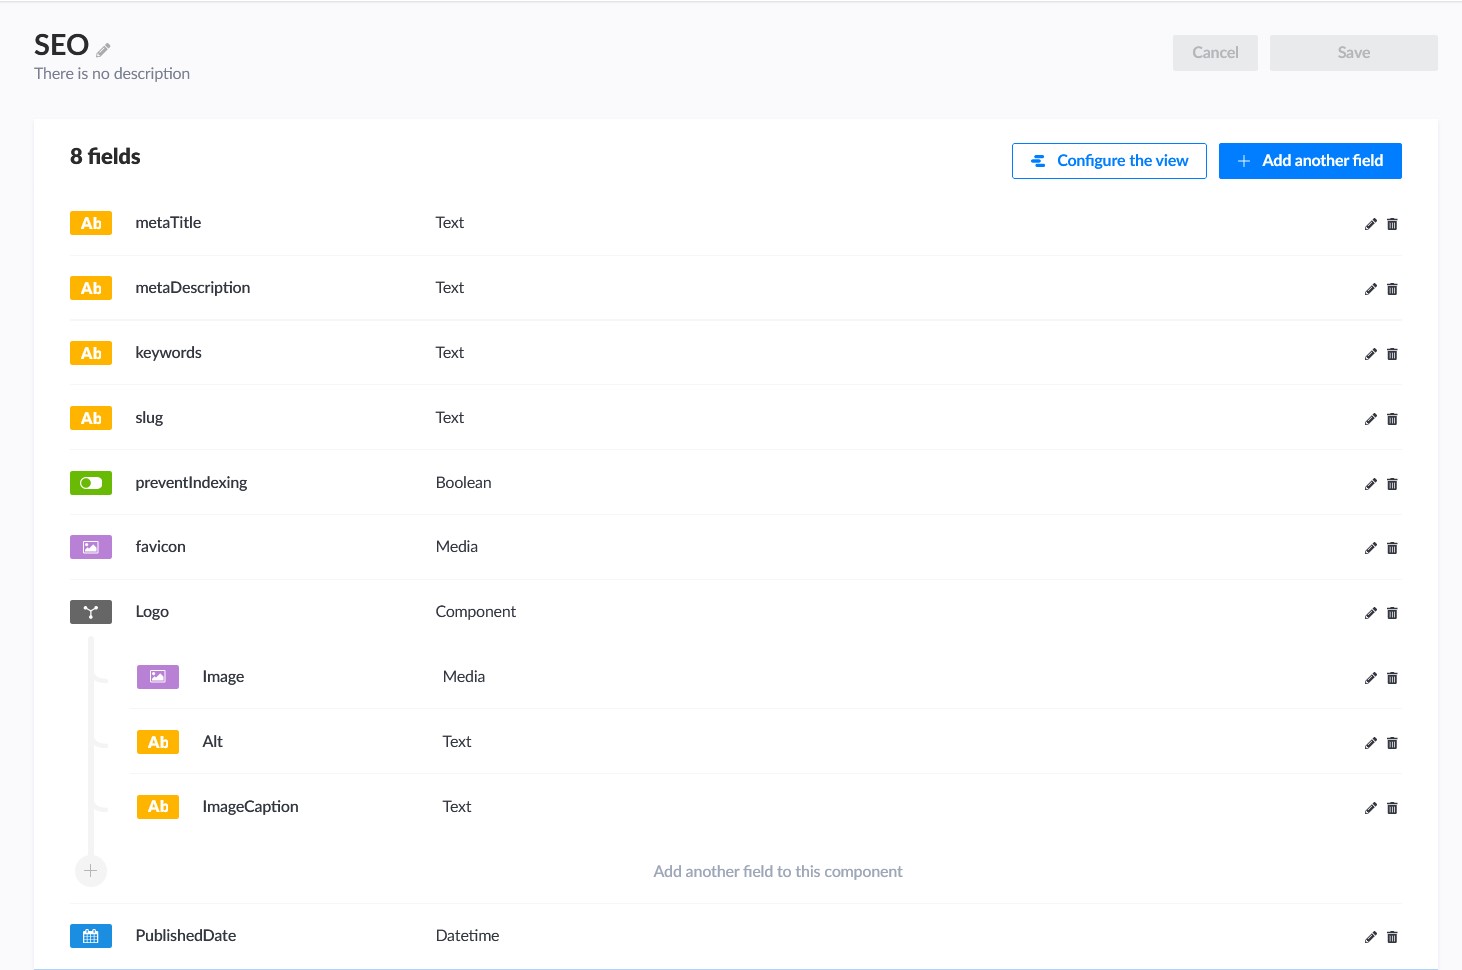 SEO
There is no description
Cancel
Save
8 fields
Configure the view
Add another field
Ab metaTitle Text
Ab metaDescription Text
Ab keywords Text
Ab slug Text
preventIndexing Boolean
favicon Media
Logo Component
Image Media
Ab Alt Text
Ab ImageCaption Text
Add another field to this component
PublishedDate Datetime